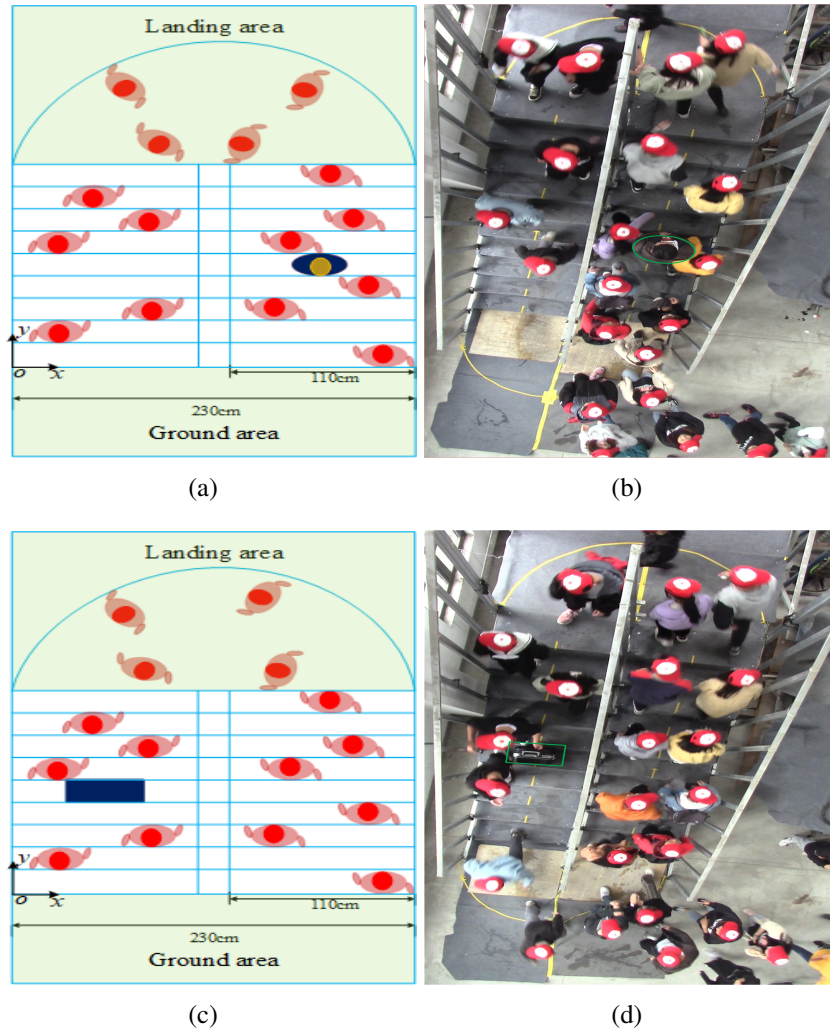 Landing area
y
o
x
110cm
230cm
Ground area
(a)
(b)
Landing area
y
o
x
110cm
230cm
Ground area
(c)
(d)